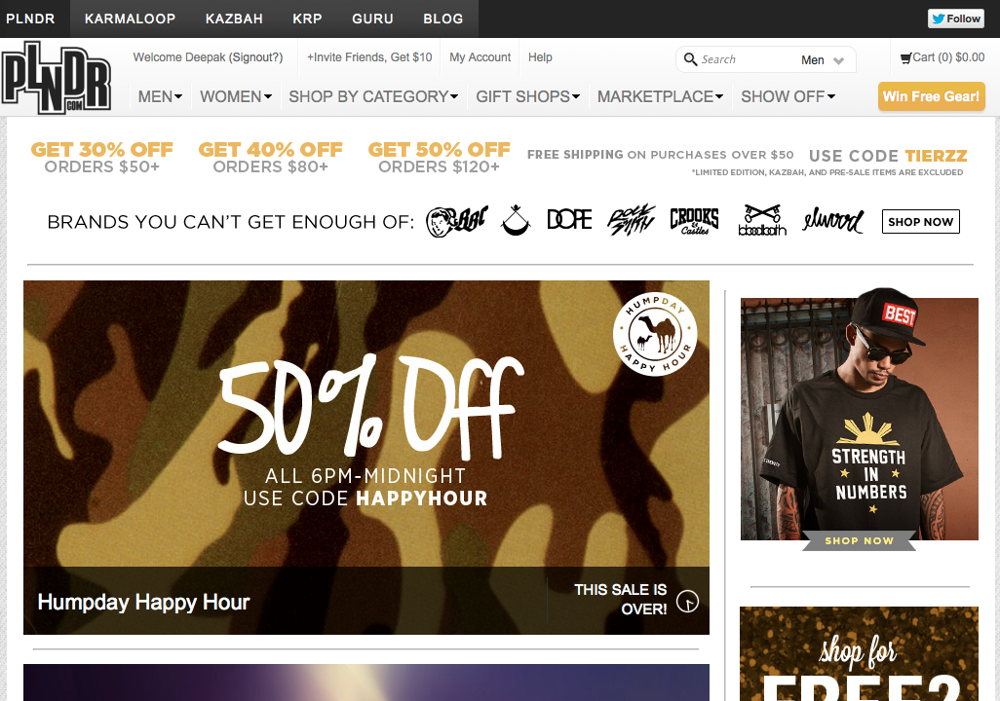 PLNDR KARMALOOP KAZBAH KRP GURU BLOG Follow
PLNDR
.COM
Welcome Deepak (Signout?) +Invite Friends, Get $10 My Account Help Search Men Cart (0) $0.00
MEN WOMEN SHOP BY CATEGORY GIFT SHOPS MARKETPLACE SHOW OFF Win Free Gear!
GET 30% OFF GET 40% OFF GET 50% OFF FREE SHIPPING ON PURCHASES OVER $50 USE CODE TIERZZ
ORDERS $50+ ORDERS $80+ ORDERS $120+ *LIMITED EDITION, KAZBAH, AND PRE-SALE ITEMS ARE EXCLUDED
BRANDS YOU CAN'T GET ENOUGH OF: DOPE CROOKS & Castles elwood SHOP NOW
HUMPDAY
HAPPY HOUR
50% Off
ALL 6PM-MIDNIGHT
USE CODE HAPPYHOUR
Humpday Happy Hour
THIS SALE IS
OVER!
BEST
STRENGTH
IN
NUMBERS
SHOP NOW
shop for
FREE?